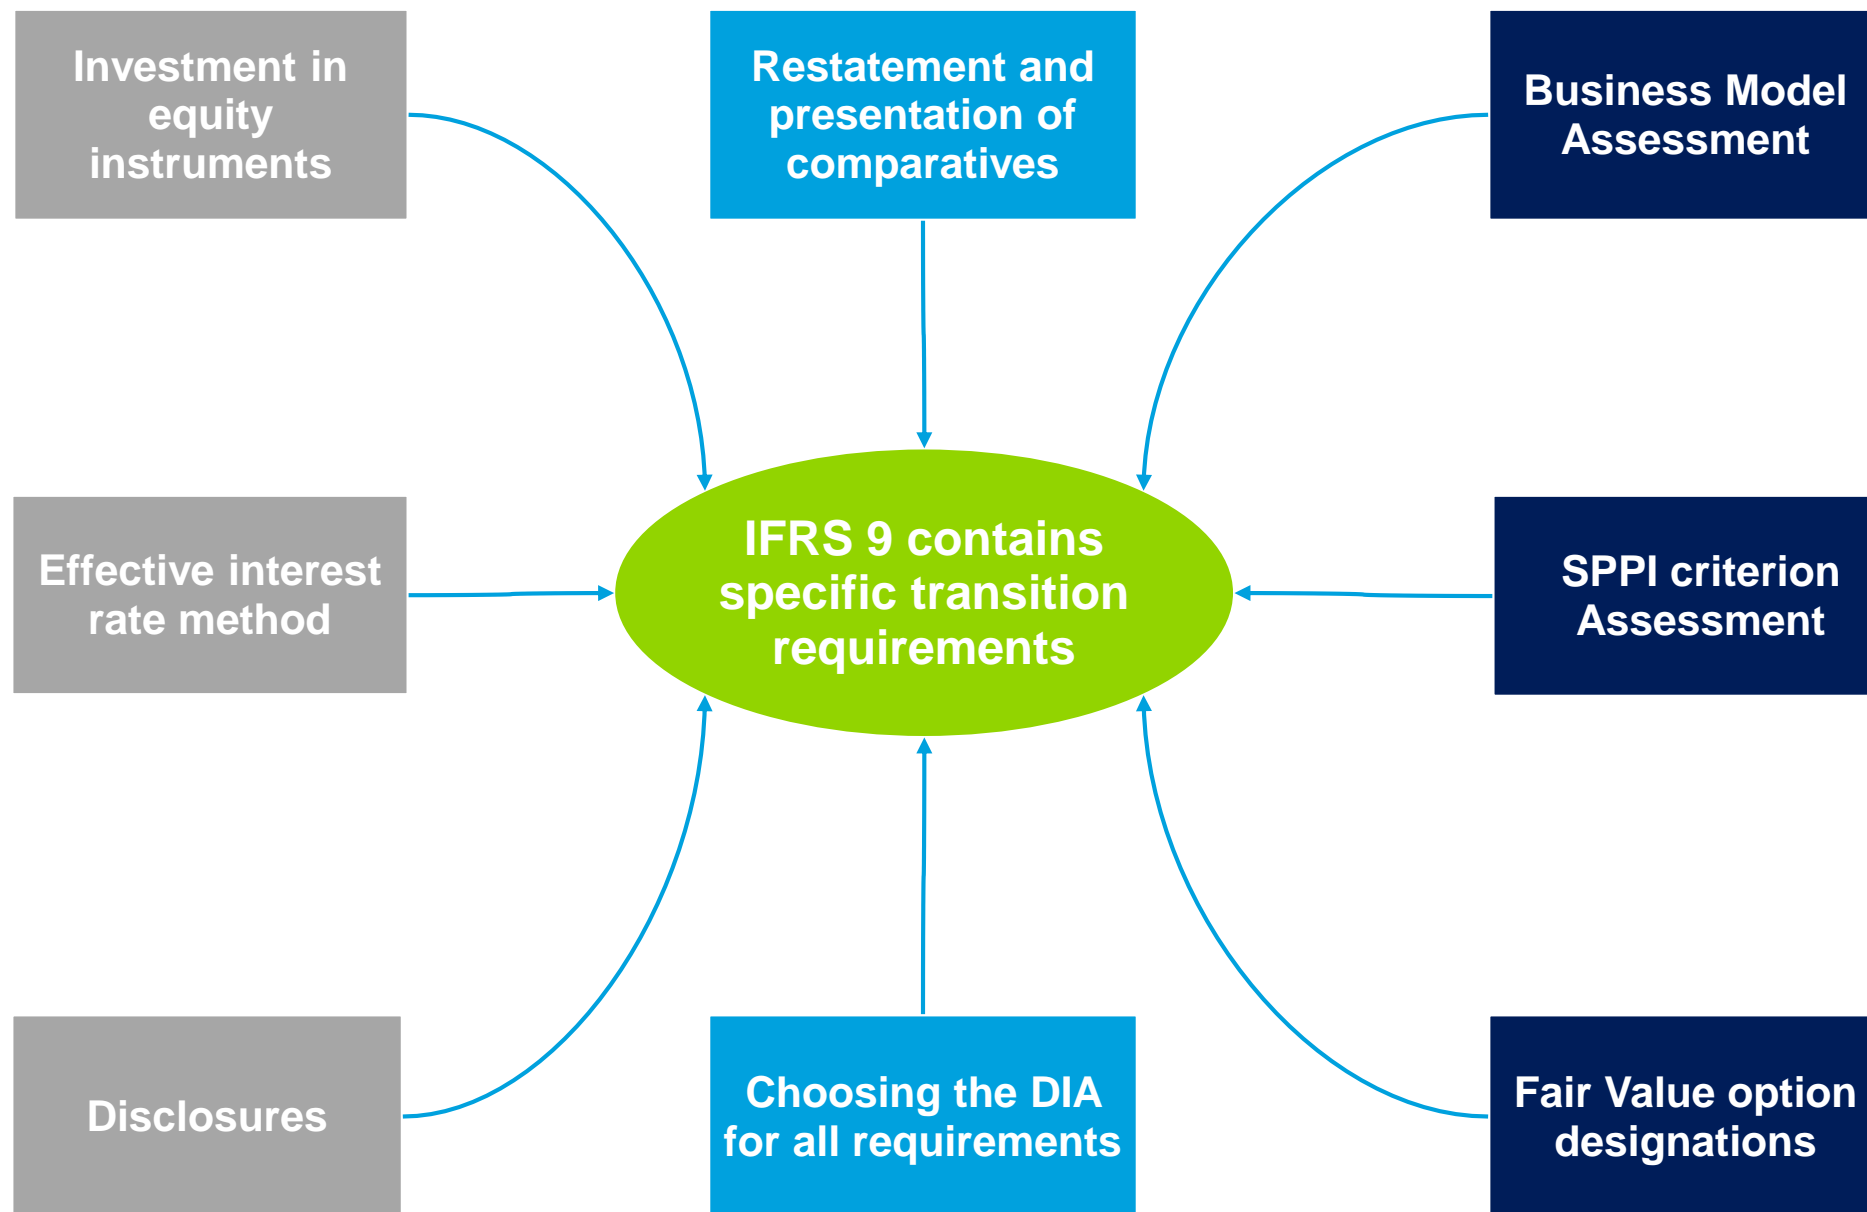 Investment in
equity
instruments
Restatement and
presentation of
comparatives
Business Model
Assessment
Effective interest
rate method
IFRS 9 contains
specific transition
requirements
SPPI criterion
Assessment
Disclosures
Choosing the DIA
for all requirements
Fair Value option
designations